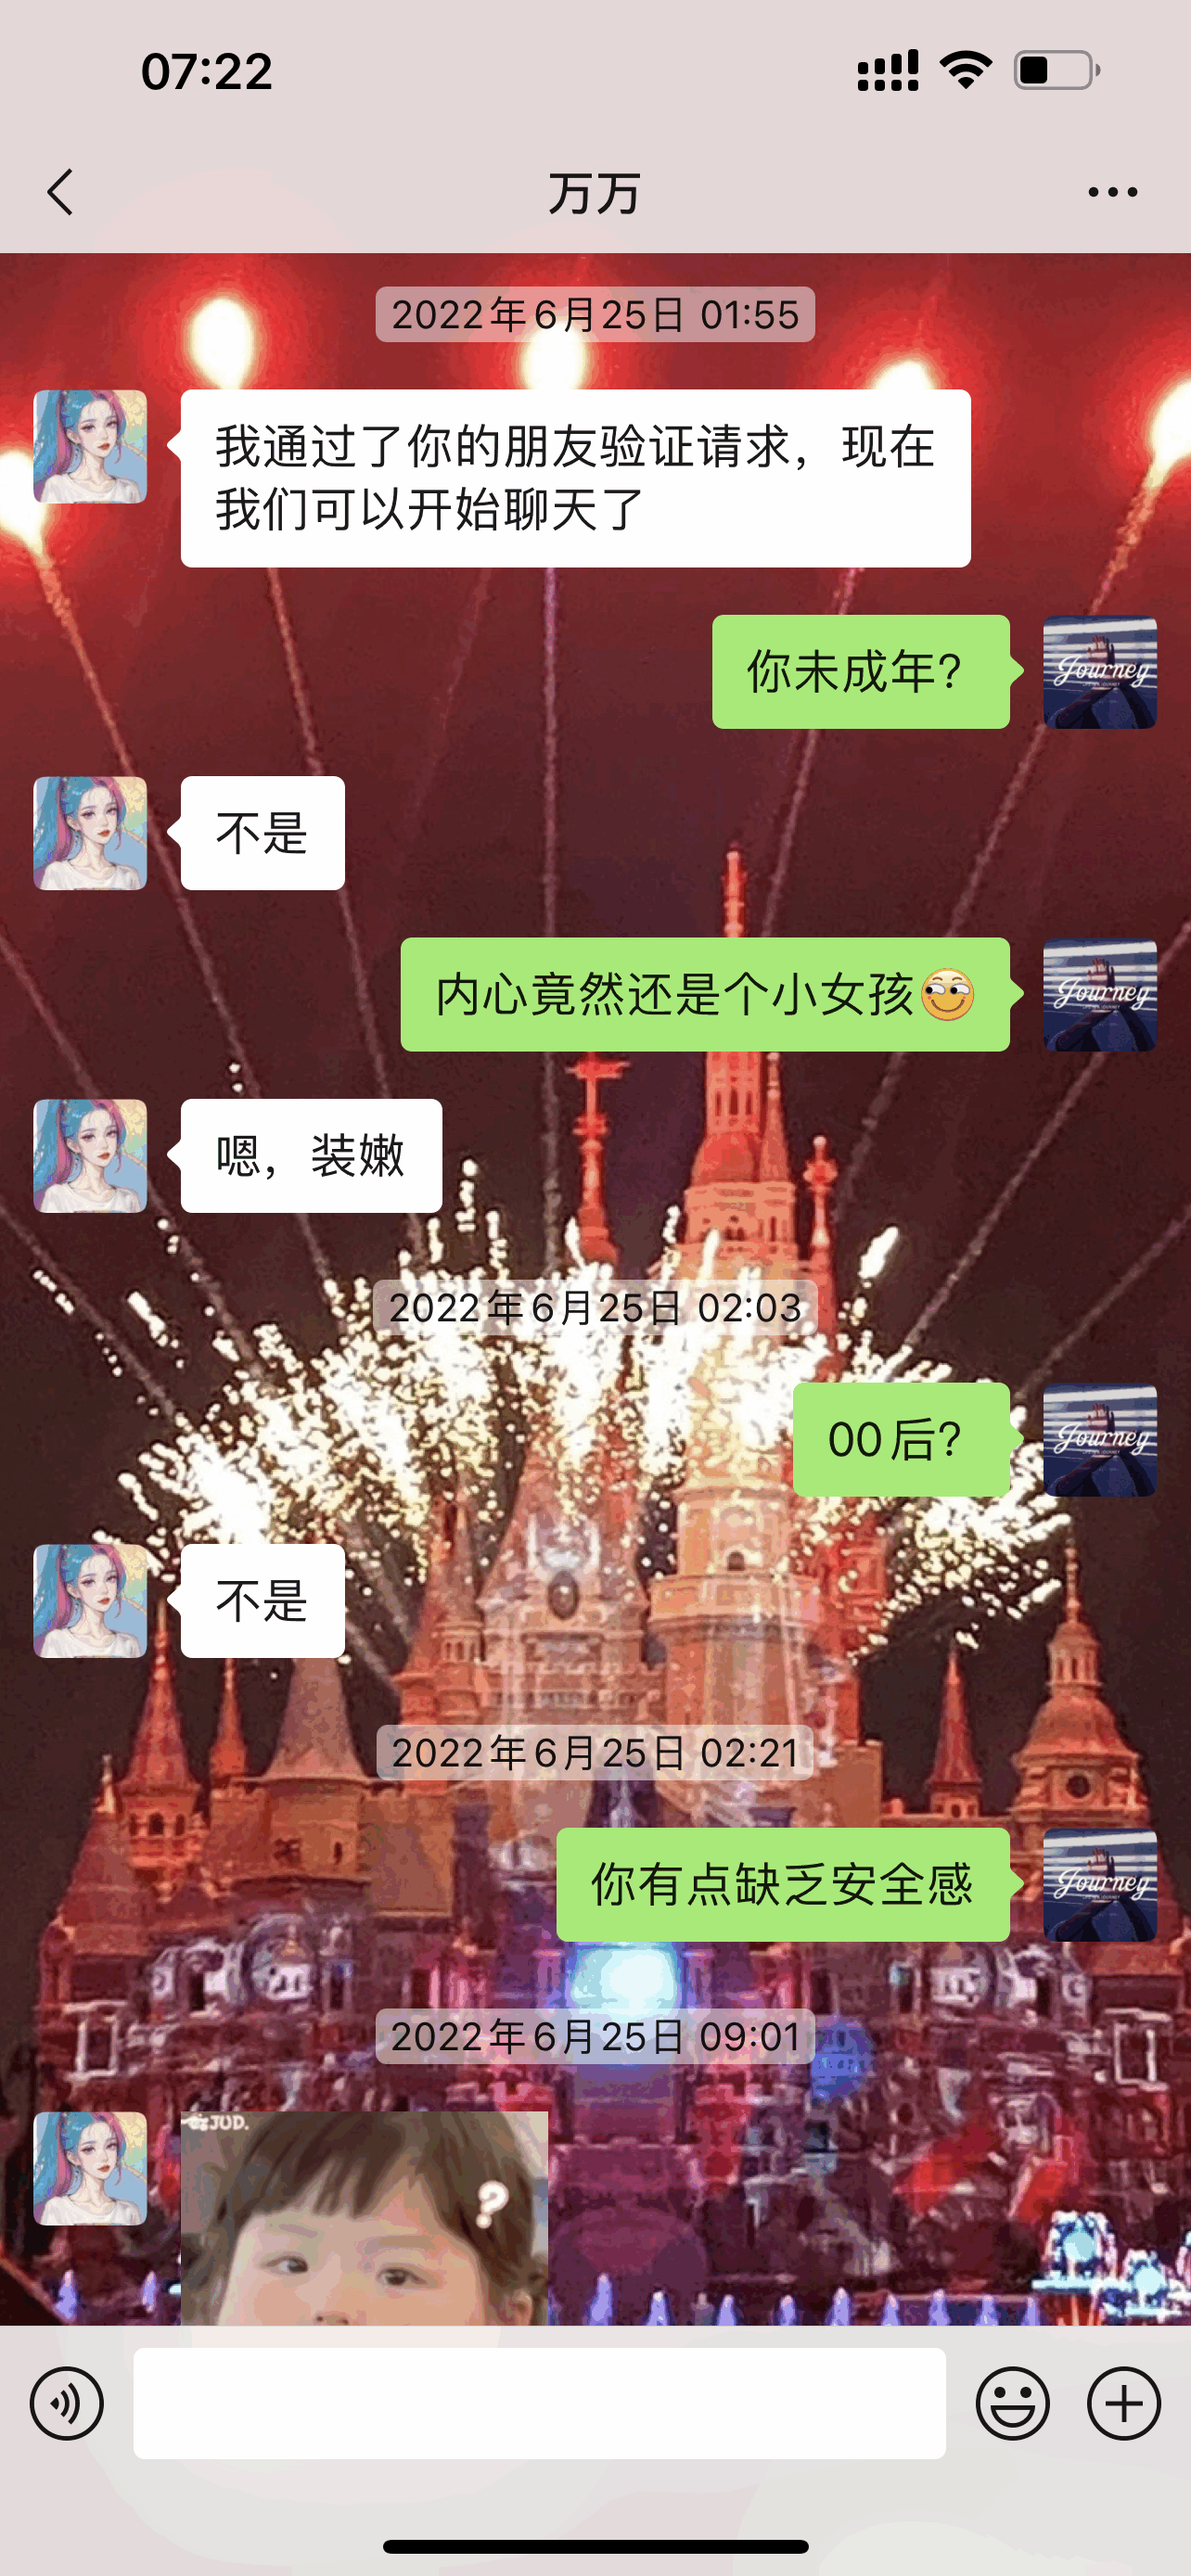 07:22
万万
2022年6月25日 01:55
我通过了你的朋友验证请求，现在
我们可以开始聊天了
你未成年?
Journey
不是
内心竟然还是个小女孩
Journey
嗯，装嫩
2022年6月25日 02:03
00后?
Journey
不是
2022年6月25日 02:21
你有点缺乏安全感
Journey
2022年6月25日 09:01
?